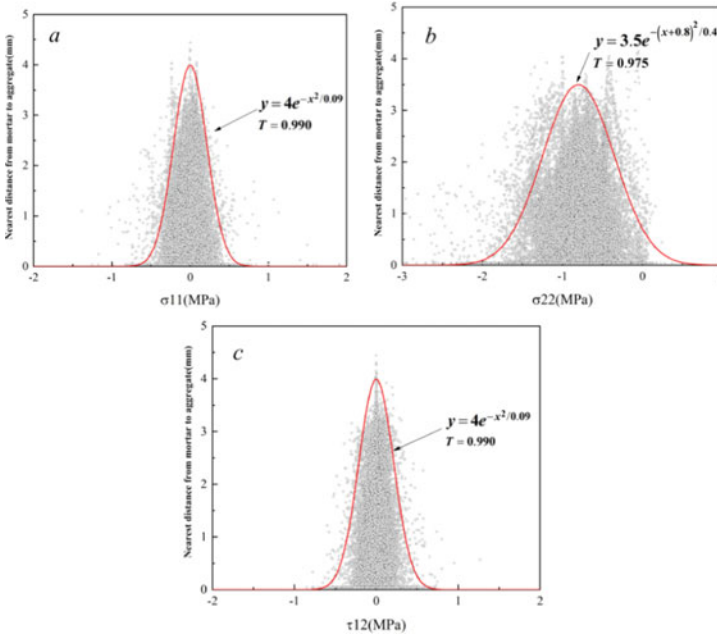 a
y = 4e^{-x^2/0.09}
T = 0.990
Nearest distance from mortar to aggregate(mm)
5
4
3
2
1
0
-2
-1
0
1
2
σ11(MPa)
b
y = 3.5e^{-(x+0.8)^2/0.4
T = 0.975
Nearest distance from mortar to aggregate(mm)
5
4
3
2
1
0
-3
-2
-1
0
σ22(MPa)
c
y = 4e^{-x^2/0.09}
T = 0.990
Nearest distance from mortar to aggregate(mm)
5
4
3
2
1
0
-2
-1
0
1
2
τ12(MPa)